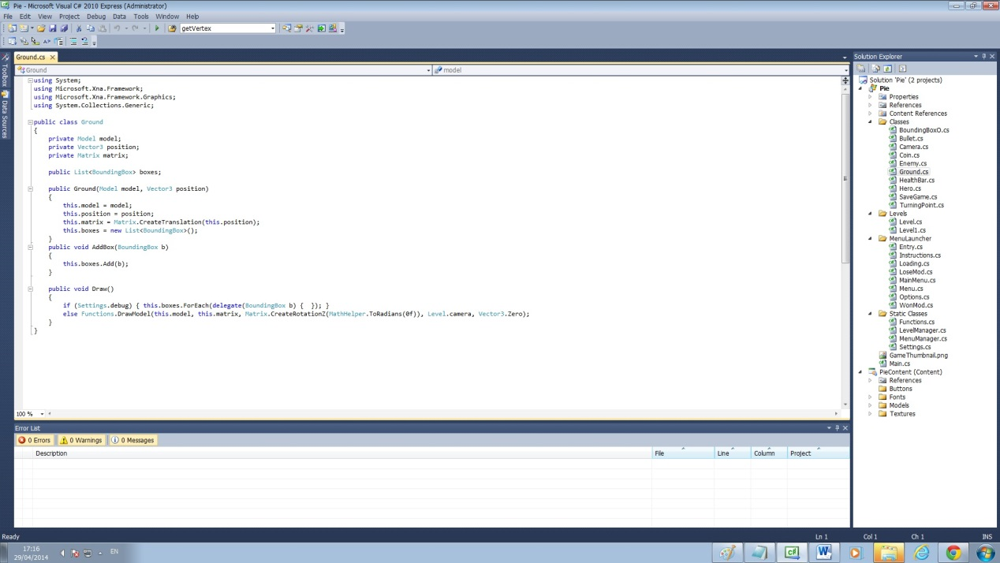 Pie - Microsoft Visual C# 2010 Express (Administrator)
File Edit View Project Debug Data Tools Window Help
getVertex
Toolbox
Data Sources
Ground.cs
Ground
model
using System;
using Microsoft.Xna.Framework;
using Microsoft.Xna.Framework.Graphics;
using System.Collections.Generic;
public class Ground
{
private Model model;
private Vector3 position;
private Matrix matrix;
public List<BoundingBox> boxes;
public Ground(Model model, Vector3 position)
{
this.model = model;
this.position = position;
this.matrix = Matrix.CreateTranslation(this.position);
this.boxes = new List<BoundingBox>();
}
public void AddBox(BoundingBox b)
{
this.boxes.Add(b);
}
public void Draw()
{
if (Settings.debug) { this.boxes.ForEach(delegate(BoundingBox b) { }); }
else Functions.DrawModel(this.model, this.matrix, Matrix.CreateRotationZ(MathHelper.ToRadians(0f)), Level.camera, Vector3.Zero);
}
}
100 %
Solution Explorer
Solution 'Pie' (2 projects)
Pie
Properties
References
Content References
Classes
BoundingBoxO.cs
Bullet.cs
Camera.cs
Coin.cs
Enemy.cs
Ground.cs
HealthBar.cs
Hero.cs
SaveGame.cs
TurningPoint.cs
Levels
Level.cs
Level1.cs
MenuLauncher
Entry.cs
Instructions.cs
Loading.cs
LoseMod.cs
MainMenu.cs
Menu.cs
Options.cs
WonMod.cs
Static Classes
Functions.cs
LevelManager.cs
MenuManager.cs
Settings.cs
GameThumbnail.png
Main.cs
PieContent (Content)
References
Buttons
Fonts
Models
Textures
Error List
0 Errors 0 Warnings 0 Messages
Description File Line Column Project
Ready Ln 1 Col 1 Ch 1 INS
17:16
29/04/2014
EN